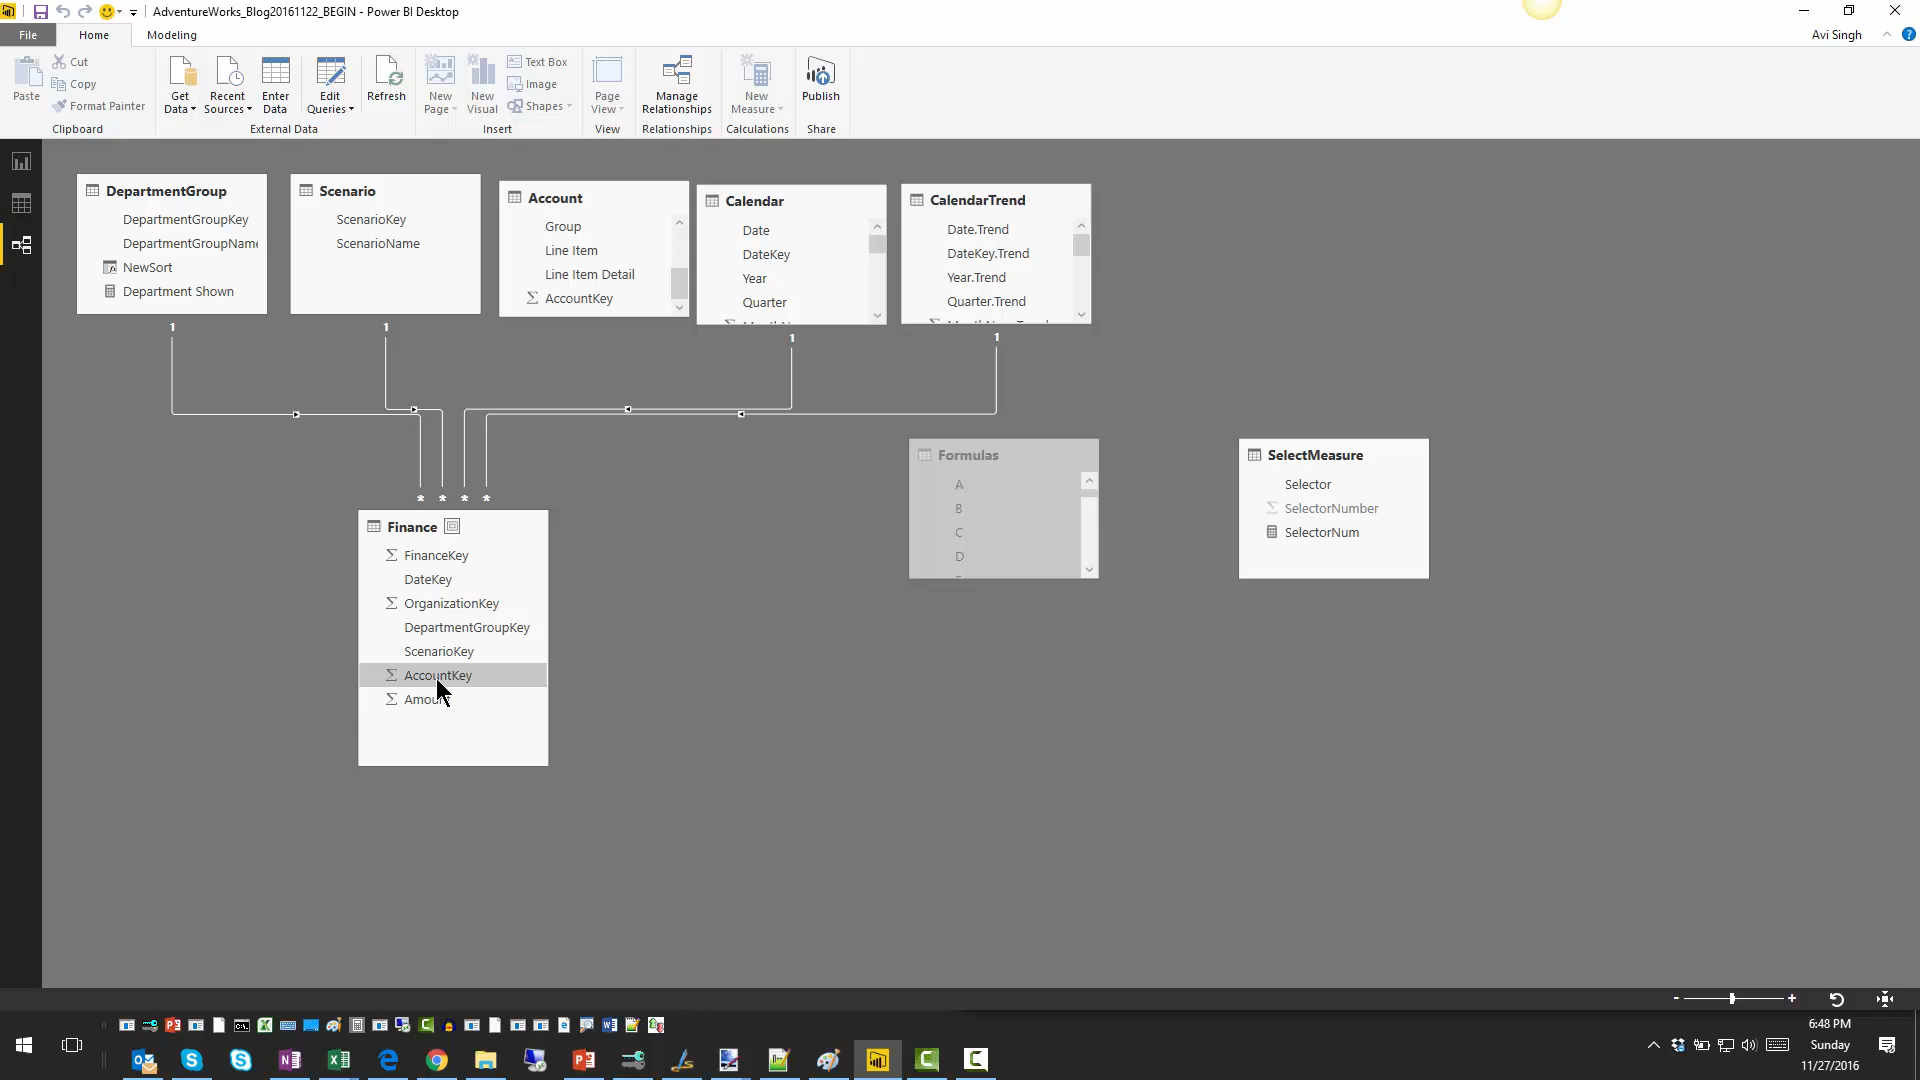 AdventureWorks_Blog20161122_BEGIN - Power BI Desktop
File
Home
Modeling
Avi Singh
Paste
Cut
Copy
Format Painter
Clipboard
Get Data
Recent Sources
Enter Data
Edit Queries
External Data
Refresh
New Page
New Visual
Text Box
Image
Shapes
Insert
Page View
View
Manage Relationships
Relationships
New Measure
Calculations
Publish
Share
DepartmentGroup
DepartmentGroupKey
DepartmentGroupName
NewSort
Department Shown
1
Scenario
ScenarioKey
ScenarioName
1
Account
Group
Line Item
Line Item Detail
AccountKey
Calendar
Date
DateKey
Year
Quarter
1
CalendarTrend
Date.Trend
DateKey.Trend
Year.Trend
Quarter.Trend
1
* * * *
Finance
FinanceKey
DateKey
OrganizationKey
DepartmentGroupKey
ScenarioKey
AccountKey
Amount
Formulas
A
B
C
D
SelectMeasure
Selector
SelectorNumber
SelectorNum
- +
6:48 PM
Sunday
11/27/2016